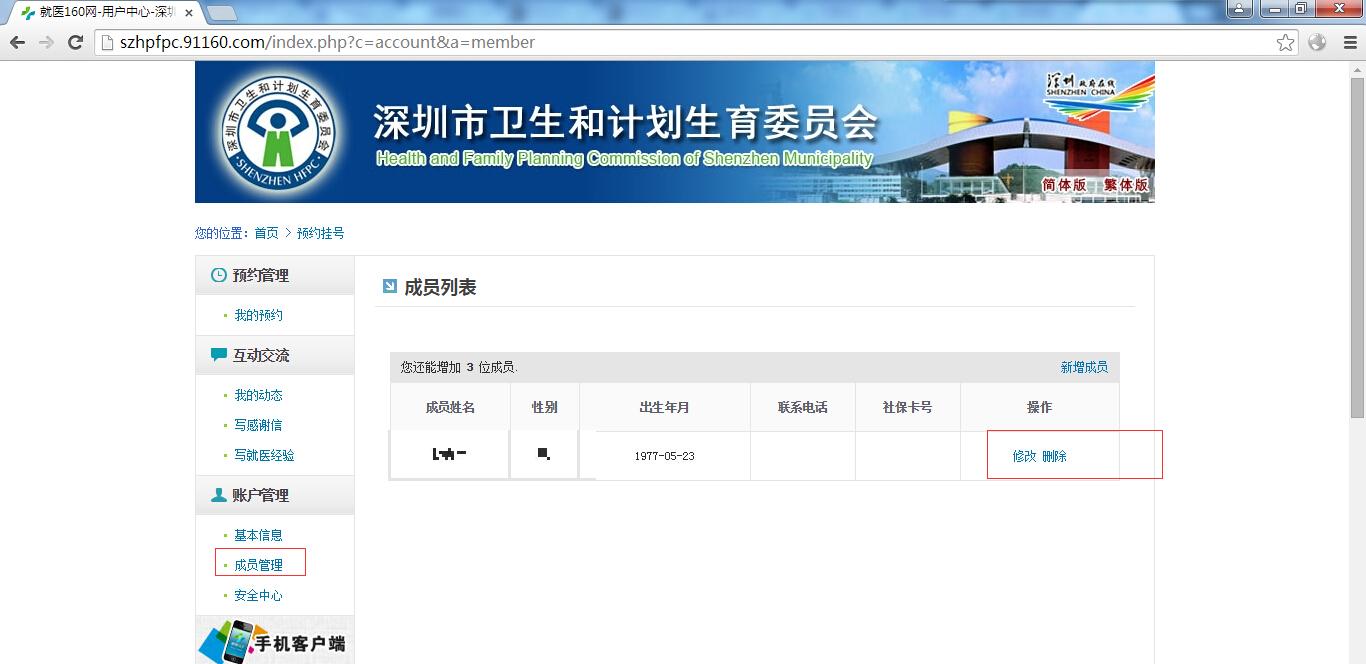 就医160网-用户中心-深圳
szhpfpc.91160.com/index.php?c=account&a=member
深圳市卫生和计划生育委员会
SHENZHEN HFPC
深圳市卫生和计划生育委员会
Health and Family Planning Commission of Shenzhen Municipality
深圳 政府在线
SHENZHEN CHINA
简体版 繁体版
您的位置：首页 > 预约挂号
预约管理
我的预约
互动交流
我的动态
写感谢信
写就医经验
账户管理
基本信息
成员管理
安全中心
手机客户端
成员列表
您还能增加 3 位成员. 新增成员
成员姓名 性别 出生年月 联系电话 社保卡号 操作
1977-05-23 修改 删除